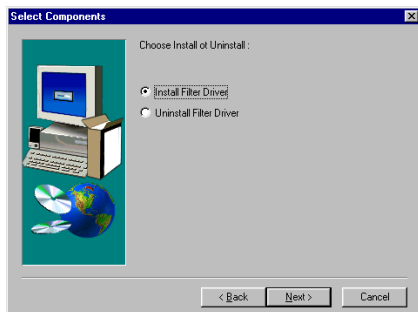 Select Components
Choose Install ot Uninstall :
Install Filter Driver
Uninstall Filter Driver
< Back
Next >
Cancel